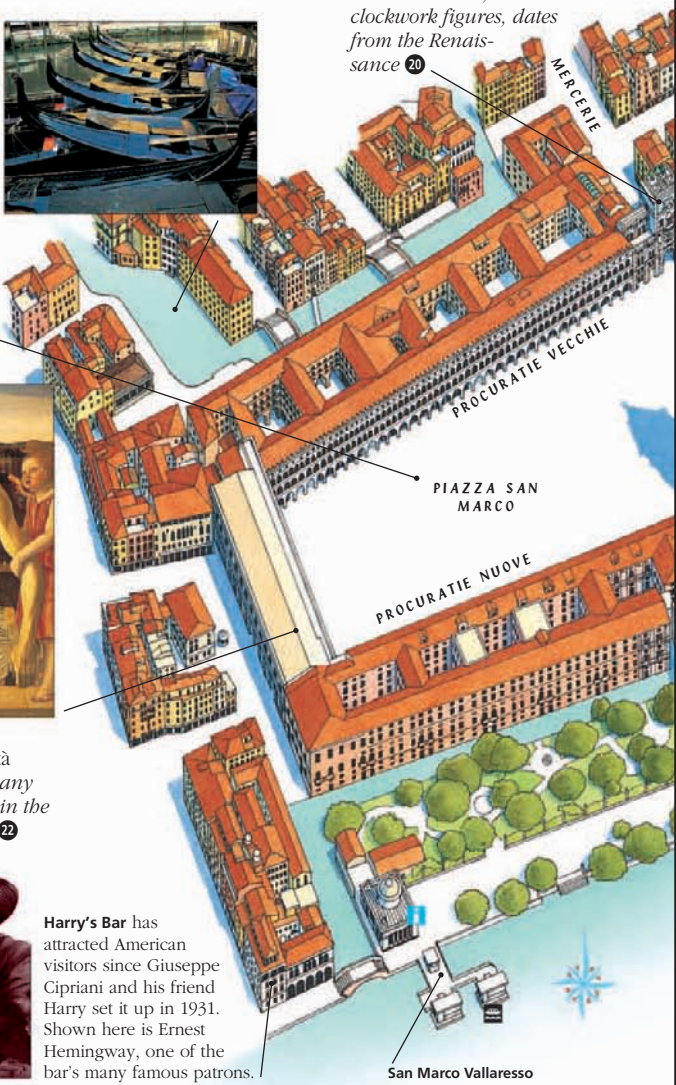 clockwork figures, dates
from the Renais-
sance 20
MERCERIE
PROCURATIE VECCHIE
PIAZZA SAN
MARCO
PROCURATIE NUOVE
tà
any
in the
22
Harry's Bar has
attracted American
visitors since Giuseppe
Cipriani and his friend
Harry set it up in 1931.
Shown here is Ernest
Hemingway, one of the
bar's many famous patrons.
i
San Marco Vallaresso